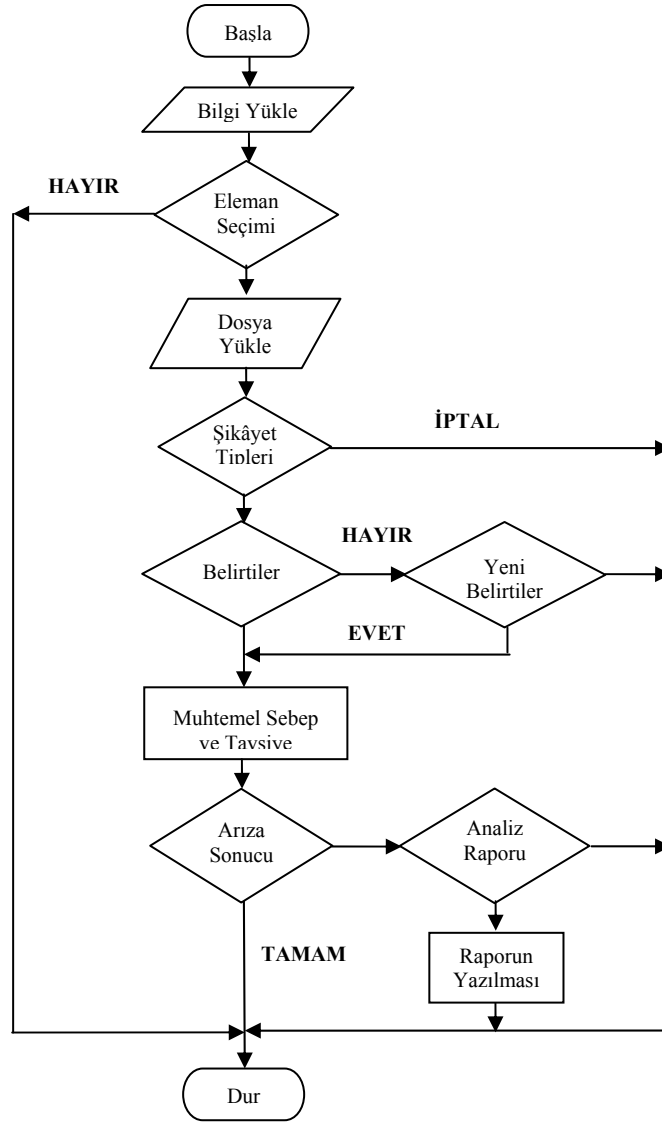 Başla
Bilgi Yükle
HAYIR
Eleman
Seçimi
Dosya
Yükle
Şikâyet
Tipleri
İPTAL
Belirtiler
HAYIR
Yeni
Belirtiler
EVET
Muhtemel Sebep
ve Tavsiye
Arıza
Sonucu
Analiz
Raporu
TAMAM
Raporun
Yazılması
Dur